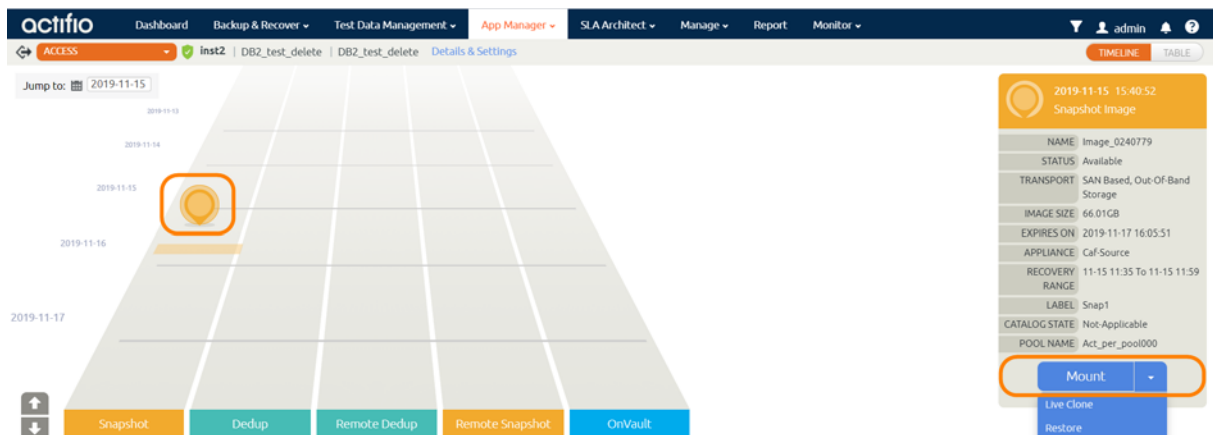 actifio Dashboard Backup & Recover Test Data Management App Manager SLA Architect Manage Report Monitor admin ?
ACCESS inst2 | DB2_test_delete | DB2_test_delete Details & Settings TIMELINE TABLE
Jump to: 2019-11-15
2019-11-13
2019-11-14
2019-11-15
2019-11-16
2019-11-17
Snapshot Dedup Remote Dedup Remote Snapshot OnVault
2019-11-15 15:40:52
Snapshot Image
NAME Image_0240779
STATUS Available
TRANSPORT SAN Based, Out-Of-Band
Storage
IMAGE SIZE 66.01GB
EXPIRES ON 2019-11-17 16:05:51
APPLIANCE Caf-Source
RECOVERY 11-15 11:35 To 11-15 11:59
RANGE
LABEL Snap1
CATALOG STATE Not-Applicable
POOL NAME Act_per_pool000
Mount
Live Clone
Restore